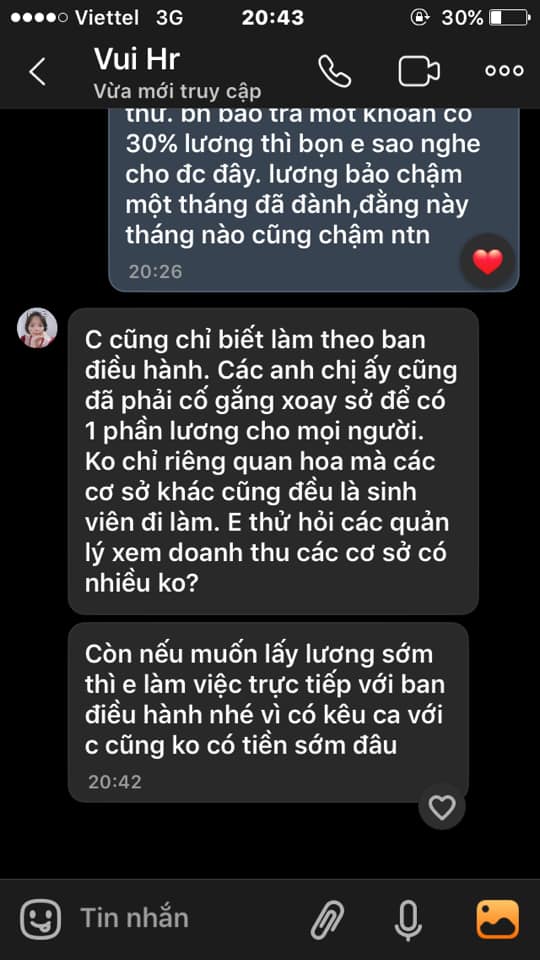 Viettel 3G 20:43 30%
Vui Hr
Vừa mới truy cập
thứ. bh bảo trả một khoản có
30% lương thì bọn e sao nghe
cho đc đây. lương bảo chậm
một tháng đã đành,đằng này
tháng nào cũng chậm ntn
20:26
C cũng chỉ biết làm theo ban
điều hành. Các anh chị ấy cũng
đã phải cố gắng xoay sở để có
1 phần lương cho mọi người.
Ko chỉ riêng quan hoa mà các
cơ sở khác cũng đều là sinh
viên đi làm. E thử hỏi các quản
lý xem doanh thu các cơ sở có
nhiều ko?
Còn nếu muốn lấy lương sớm
thì e làm việc trực tiếp với ban
điều hành nhé vì có kêu ca với
c cũng ko có tiền sớm đâu
20:42
Tin nhắn